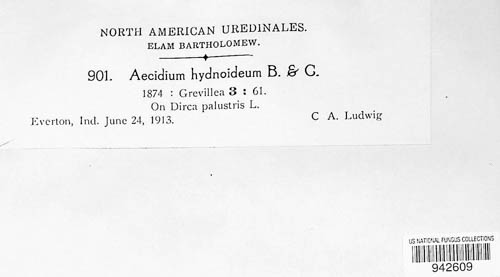 NORTH AMERICAN UREDINALES.
ELAM BARTHOLOMEW.
901. Aecidium hydnoideum B. & C.
1874 : Grevillea 3 : 61.
On Dirca palustris L.
Everton, Ind. June 24, 1913. C A. Ludwig
US NATIONAL FUNGUS COLLECTIONS
942609